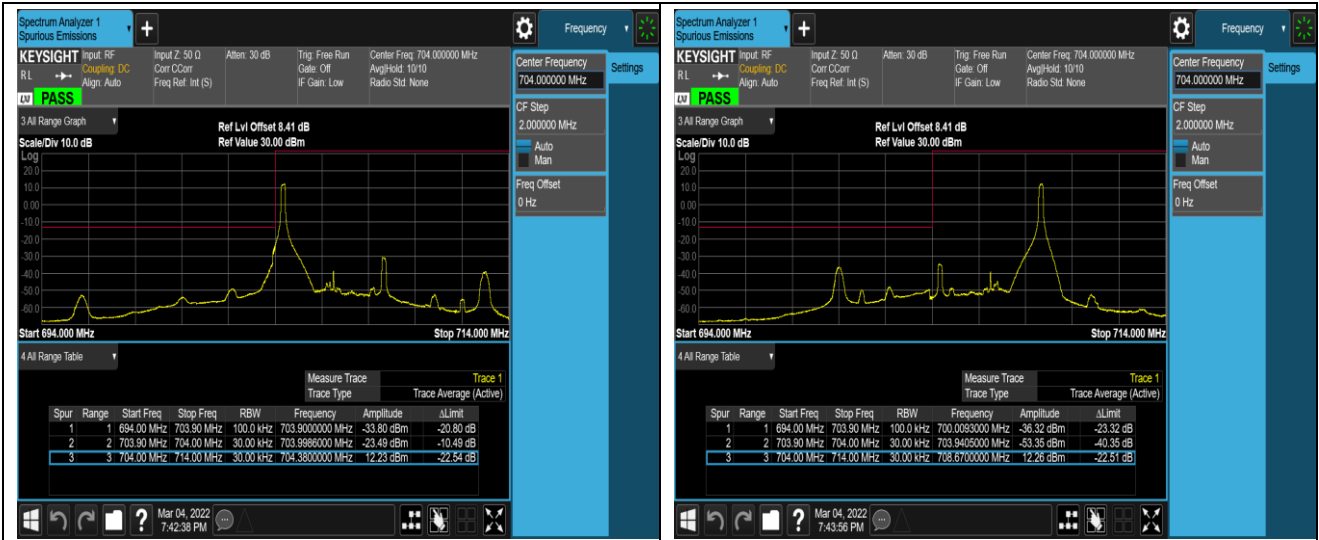 Spectrum Analyzer 1
Spurious Emissions
+
Frequency
KEYSIGHT Input: RF Input Z: 50 Ω Atten: 30 dB Trig: Free Run Center Freq: 704.000000 MHz
R L Coupling: DC Corr CCorr Gate: Off Avg|Hold: 10/10
Align: Auto Freq Ref: Int (S) IF Gain: Low Radio Std: None
LXI PASS
3 All Range Graph
Ref Lvl Offset 8.41 dB
Scale/Div 10.0 dB Ref Value 30.00 dBm
Log
20.0
10.0
0.00
-10.0
-20.0
-30.0
-40.0
-50.0
-60.0
Start 694.000 MHz Stop 714.000 MHz
4 All Range Table
Measure Trace Trace 1
Trace Type Trace Average (Active)
Spur Range Start Freq Stop Freq RBW Frequency Amplitude ΔLimit
1 1 694.00 MHz 703.90 MHz 100.0 kHz 703.9000000 MHz -33.80 dBm -20.80 dB
2 2 703.90 MHz 704.00 MHz 30.00 kHz 703.9986000 MHz -23.49 dBm -10.49 dB
3 3 704.00 MHz 714.00 MHz 30.00 kHz 704.3800000 MHz 12.23 dBm -22.54 dB
?
Mar 04, 2022
7:42:38 PM
Center Frequency
704.000000 MHz
Settings
CF Step
2.000000 MHz
Auto
Man
Freq Offset
0 Hz
Spectrum Analyzer 1
Spurious Emissions
+
Frequency
KEYSIGHT Input: RF Input Z: 50 Ω Atten: 30 dB Trig: Free Run Center Freq: 704.000000 MHz
R L Coupling: DC Corr CCorr Gate: Off Avg|Hold: 10/10
Align: Auto Freq Ref: Int (S) IF Gain: Low Radio Std: None
LXI PASS
3 All Range Graph
Ref Lvl Offset 8.41 dB
Scale/Div 10.0 dB Ref Value 30.00 dBm
Log
20.0
10.0
0.00
-10.0
-20.0
-30.0
-40.0
-50.0
-60.0
Start 694.000 MHz Stop 714.000 MHz
4 All Range Table
Measure Trace Trace 1
Trace Type Trace Average (Active)
Spur Range Start Freq Stop Freq RBW Frequency Amplitude ΔLimit
1 1 694.00 MHz 703.90 MHz 100.0 kHz 700.0093000 MHz -36.32 dBm -23.32 dB
2 2 703.90 MHz 704.00 MHz 30.00 kHz 703.9405000 MHz -53.35 dBm -40.35 dB
3 3 704.00 MHz 714.00 MHz 30.00 kHz 708.6700000 MHz 12.26 dBm -22.51 dB
?
Mar 04, 2022
7:43:56 PM
Center Frequency
704.000000 MHz
Settings
CF Step
2.000000 MHz
Auto
Man
Freq Offset
0 Hz